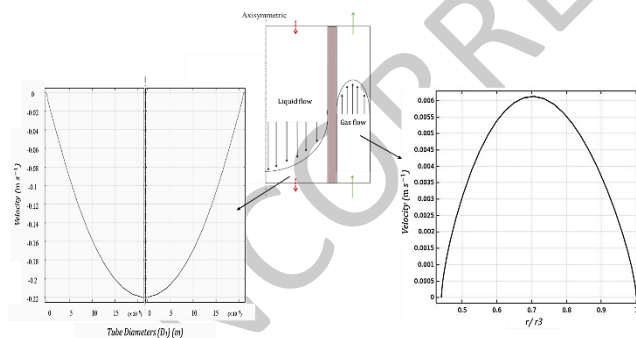 Axisymmetric
Liquid flow
Gas flow
Velocity (m s⁻¹)
0
-0.02
-0.04
-0.06
-0.08
-0.1
-0.12
-0.14
-0.16
-0.18
-0.2
-0.22
0 5 10 15 0 5 10 15
Tube Diameters (D₁) (m)
Velocity (m s⁻¹)
0.006
0.0055
0.005
0.0045
0.004
0.0035
0.003
0.0025
0.002
0.0015
0.001
0.0005
0
0.5 0.6 0.7 0.8 0.9
r/ r3
NCORRE